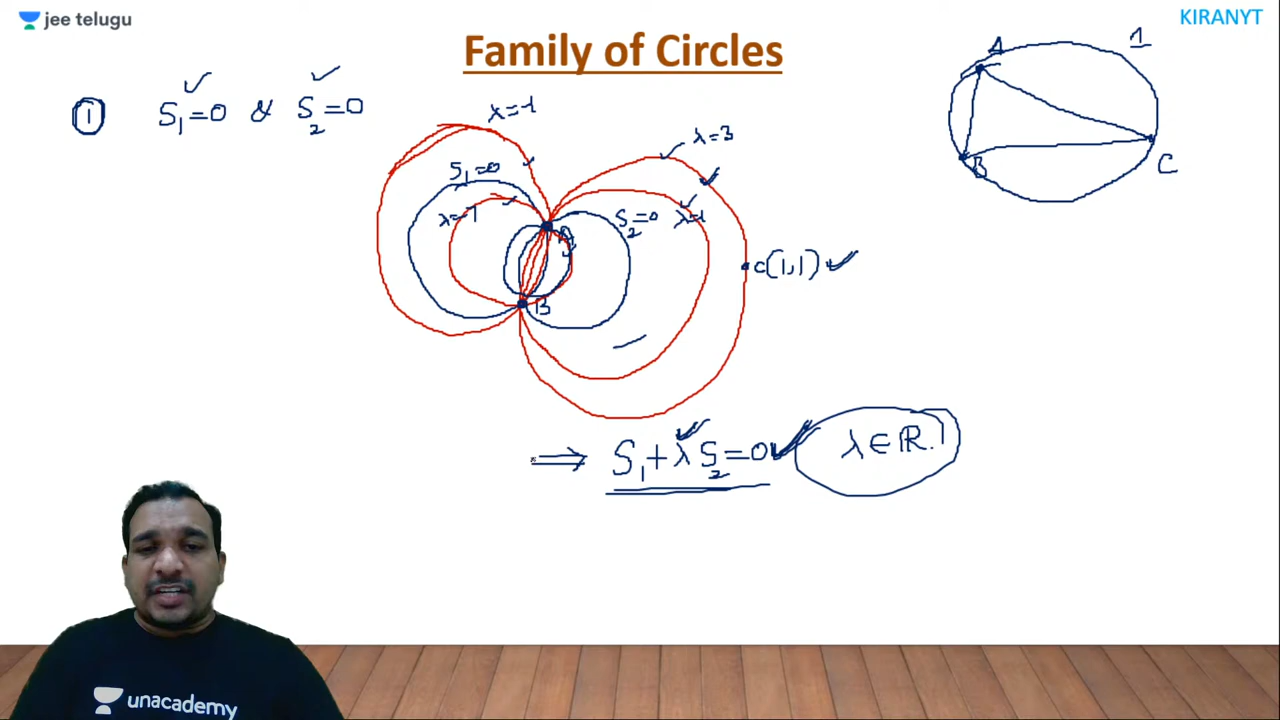 jee telugu
KIRANYT
Family of Circles
① S₁=0 & S₂=0
λ=-1
λ=3
S₁=0
λ=-7
S₂=0
λ=1
A
B
C(1,1)
A
1
B
C
⇒ S₁+λS₂=0
λ∈ℝ.
unacademy